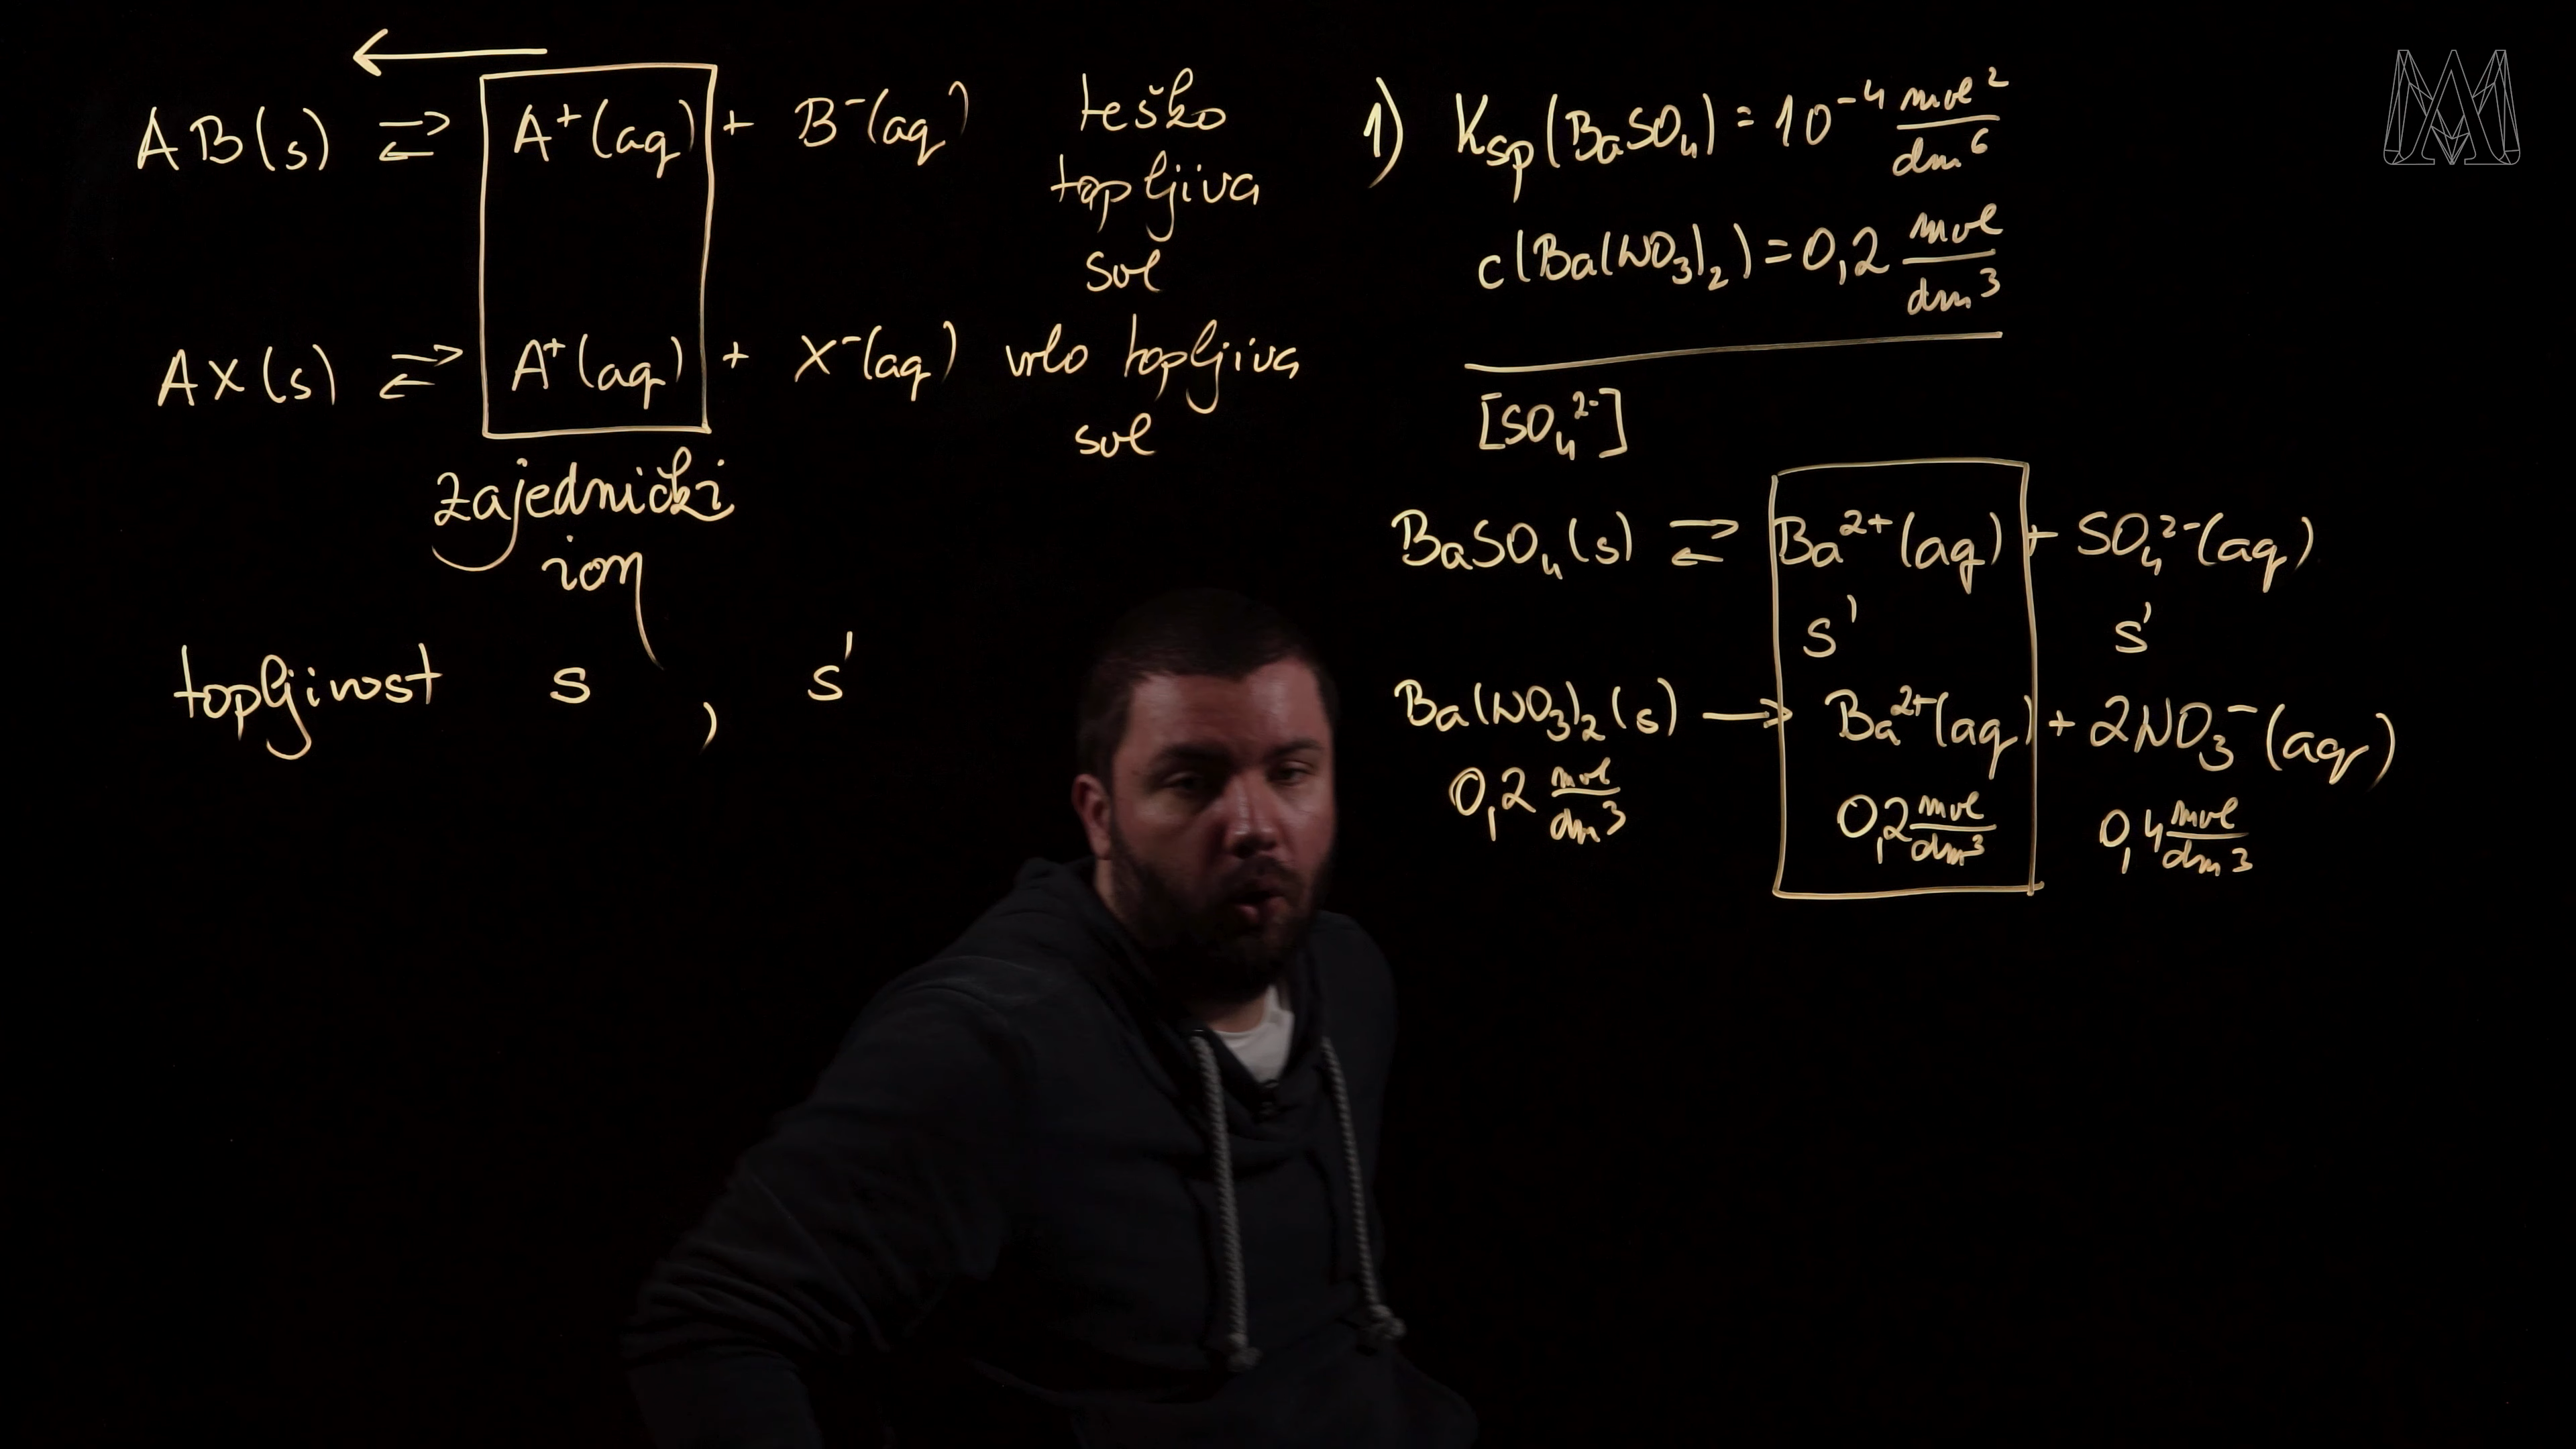 AB(s) ⇄ A⁺(aq) + B⁻(aq)
teško
topljiva
sol
AX(s) ⇄ A⁺(aq) + X⁻(aq) vrlo topljiva
sol
zajednički
ion
topljivost s , s'
1) Ksp(BaSO₄) = 10⁻⁴ mol²/dm⁶
c(Ba(NO₃)₂) = 0,2 mol/dm³
[SO₄²⁻]
BaSO₄(s) ⇄ Ba²⁺(aq) + SO₄²⁻(aq)
s' s'
Ba(NO₃)₂(s) → Ba²⁺(aq) + 2NO₃⁻(aq)
0,2 mol/dm³ 0,2 mol/dm³ 0,4 mol/dm³